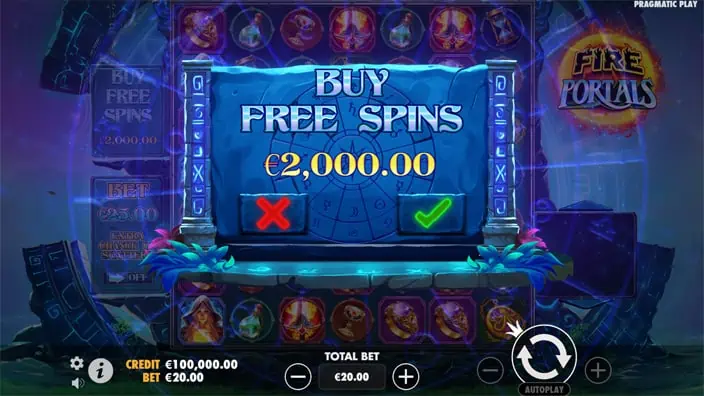 PRAGMATIC PLAY
FIRE
PORTALS
BUY
FREE SPINS
€2,000.00
BUY
FREE
SPINS
€2,000.00
BET
€25.00
OFF
CREDIT €100,000.00
BET €20.00
TOTAL BET
€20.00
AUTOPLAY